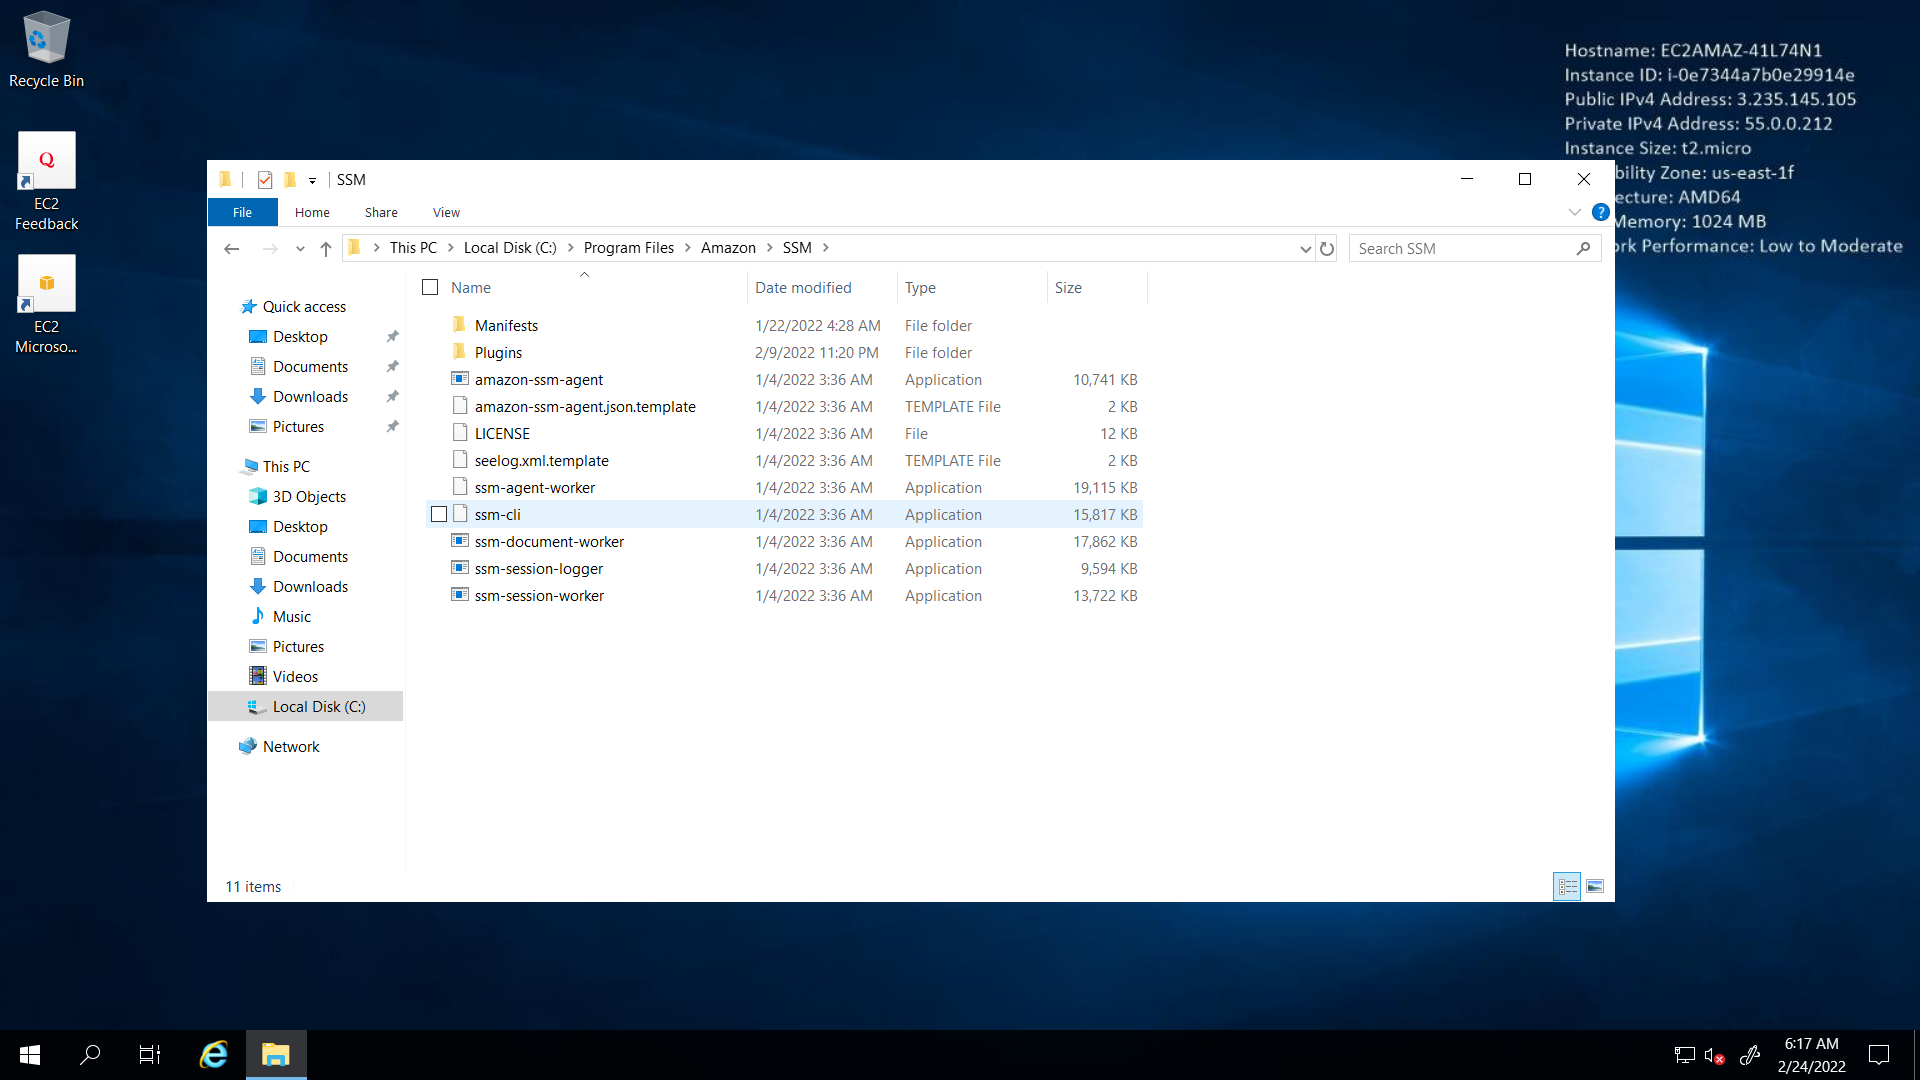 Recycle Bin
EC2
Feedback
EC2
Microso...
Hostname: EC2AMAZ-41L74N1
Instance ID: i-0e7344a7b0e29914e
Public IPv4 Address: 3.235.145.105
Private IPv4 Address: 55.0.0.212
Instance Size: t2.micro
bility Zone: us-east-1f
ecture: AMD64
Memory: 1024 MB
ork Performance: Low to Moderate
SSM
File Home Share View
This PC Local Disk (C:) Program Files Amazon SSM
Search SSM
Quick access
Desktop
Documents
Downloads
Pictures
This PC
3D Objects
Desktop
Documents
Downloads
Music
Pictures
Videos
Local Disk (C:)
Network
Name Date modified Type Size
Manifests 1/22/2022 4:28 AM File folder
Plugins 2/9/2022 11:20 PM File folder
amazon-ssm-agent 1/4/2022 3:36 AM Application 10,741 KB
amazon-ssm-agent.json.template 1/4/2022 3:36 AM TEMPLATE File 2 KB
LICENSE 1/4/2022 3:36 AM File 12 KB
seelog.xml.template 1/4/2022 3:36 AM TEMPLATE File 2 KB
ssm-agent-worker 1/4/2022 3:36 AM Application 19,115 KB
ssm-cli 1/4/2022 3:36 AM Application 15,817 KB
ssm-document-worker 1/4/2022 3:36 AM Application 17,862 KB
ssm-session-logger 1/4/2022 3:36 AM Application 9,594 KB
ssm-session-worker 1/4/2022 3:36 AM Application 13,722 KB
11 items
6:17 AM
2/24/2022